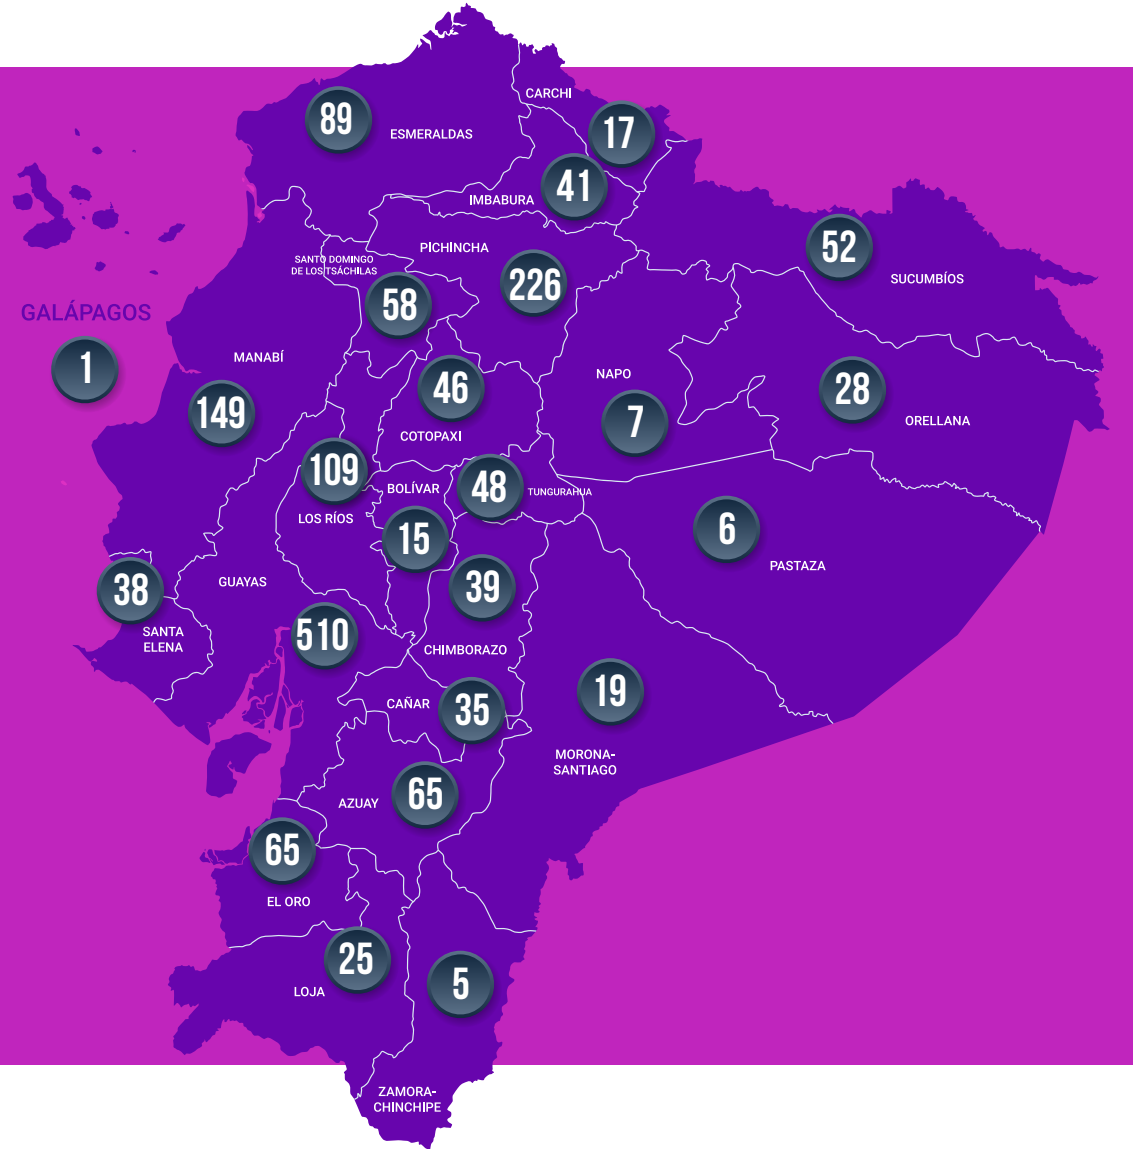 CARCHI
89
17
ESMERALDAS
41
IMBABURA
52
PICHINCHA
SANTO DOMINGO
DE LOS TSÁCHILAS
226
SUCUMBÍOS
58
GALÁPAGOS
1
MANABÍ
149
46
COTOPAXI
NAPO
7
28
ORELLANA
109
LOS RÍOS
BOLÍVAR
15
48
TUNGURAHUA
6
PASTAZA
38
SANTA
ELENA
GUAYAS
510
39
CHIMBORAZO
CAÑAR
35
19
MORONA-
SANTIAGO
AZUAY
65
65
EL ORO
25
LOJA
5
ZAMORA-
CHINCHIPE